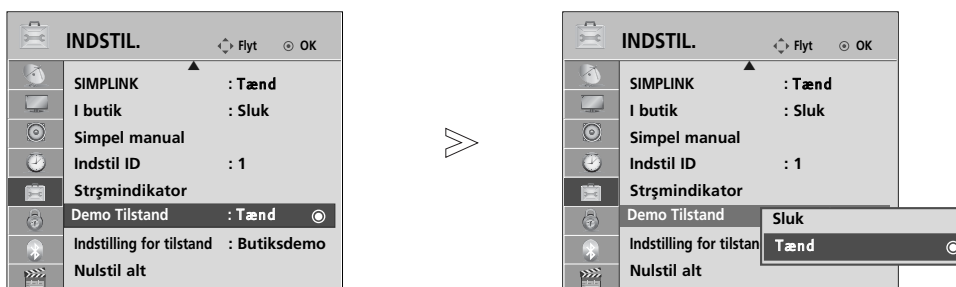 INDSTIL. Flyt OK
SIMPLINK : Tænd
I butik : Sluk
Simpel manual
Indstil ID : 1
Strşmindikator
Demo Tilstand : Tænd
Indstilling for tilstand : Butiksdemo
Nulstil alt
>
INDSTIL. Flyt OK
SIMPLINK : Tænd
I butik : Sluk
Simpel manual
Indstil ID : 1
Strşmindikator
Demo Tilstand
Sluk
Indstilling for tilstan
Tænd
Nulstil alt